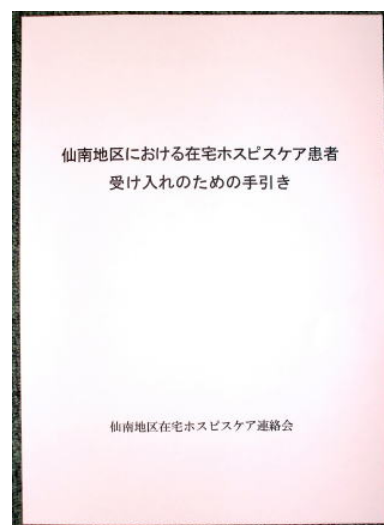 仙南地区における在宅ホスピスケア患者
受け入れのための手引き
仙南地区在宅ホスピスケア連絡会